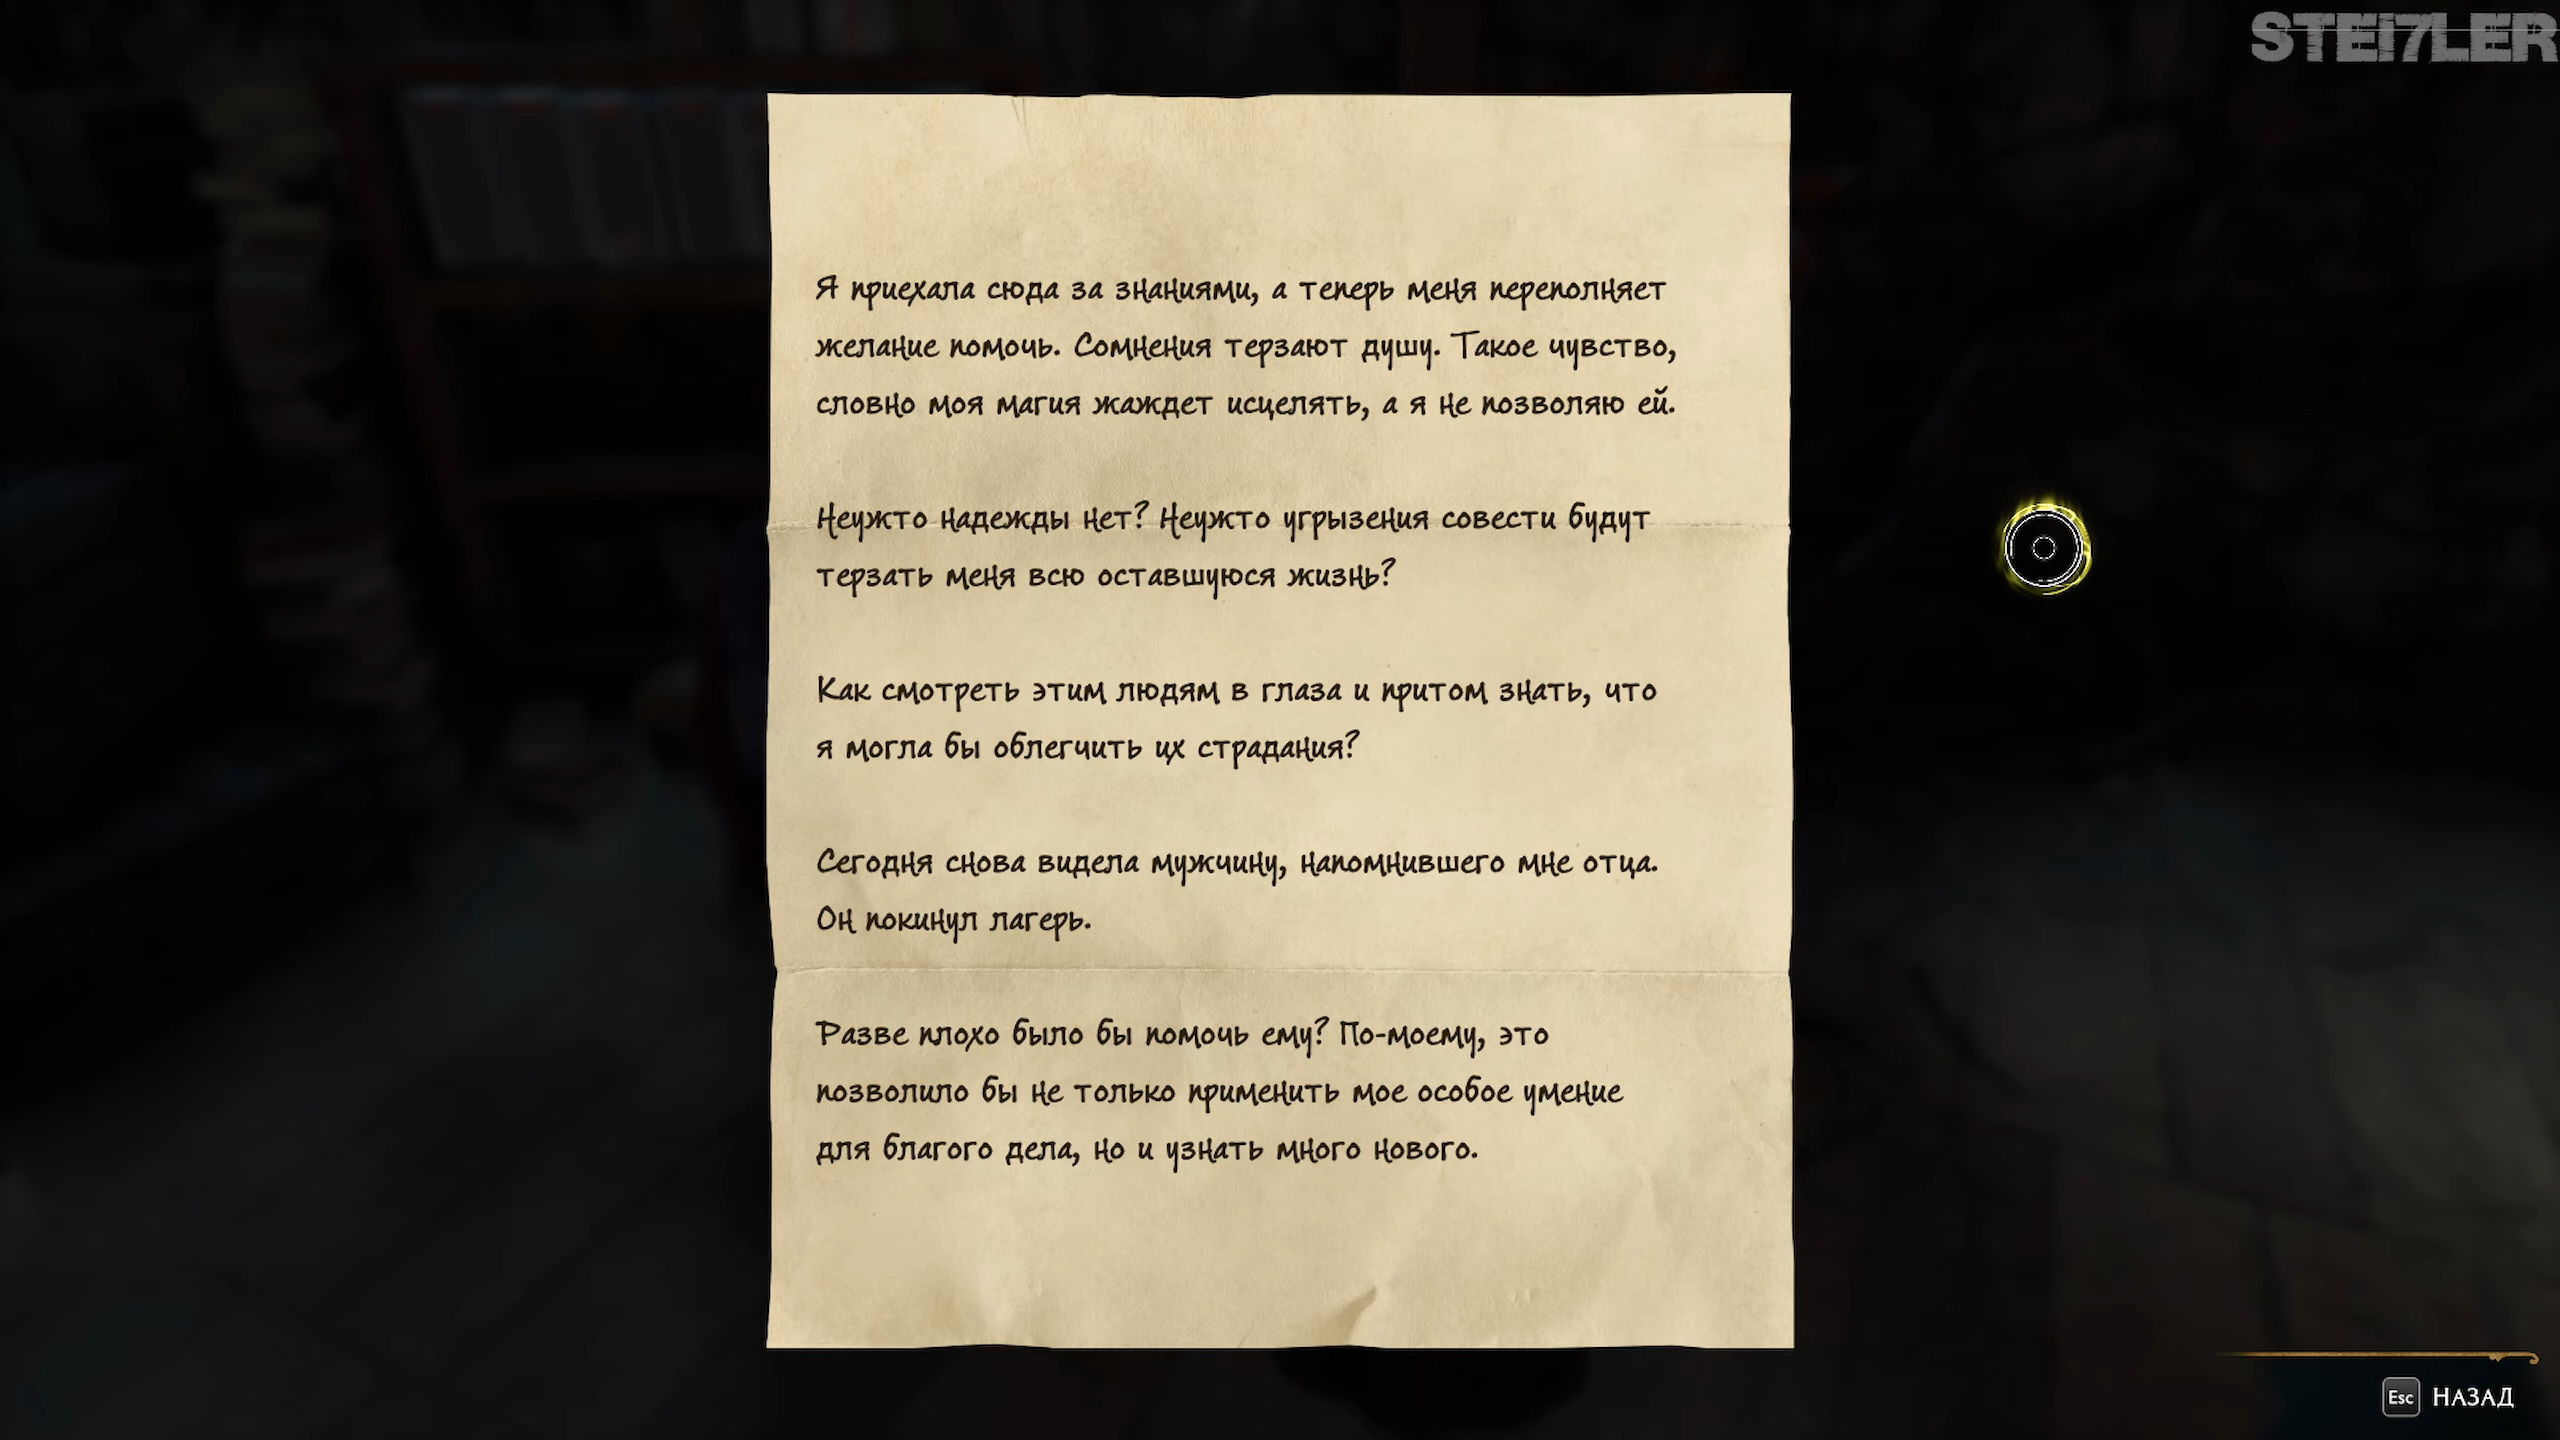 STEI7LER
Я приехала сюда за знаниями, а теперь меня переполняет
желание помочь. Сомнения терзают душу. Такое чувство,
словно моя магия жаждет исцелять, а я не позволяю ей.
Неужто надежды нет? Неужто угрызения совести будут
терзать меня всю оставшуюся жизнь?
Как смотреть этим людям в глаза и притом знать, что
я могла бы облегчить их страдания?
Сегодня снова видела мужчину, напомнившего мне отца.
Он покинул лагерь.
Разве плохо было бы помочь ему? По-моему, это
позволило бы не только применить мое особое умение
для благого дела, но и узнать много нового.
Esc НАЗАД